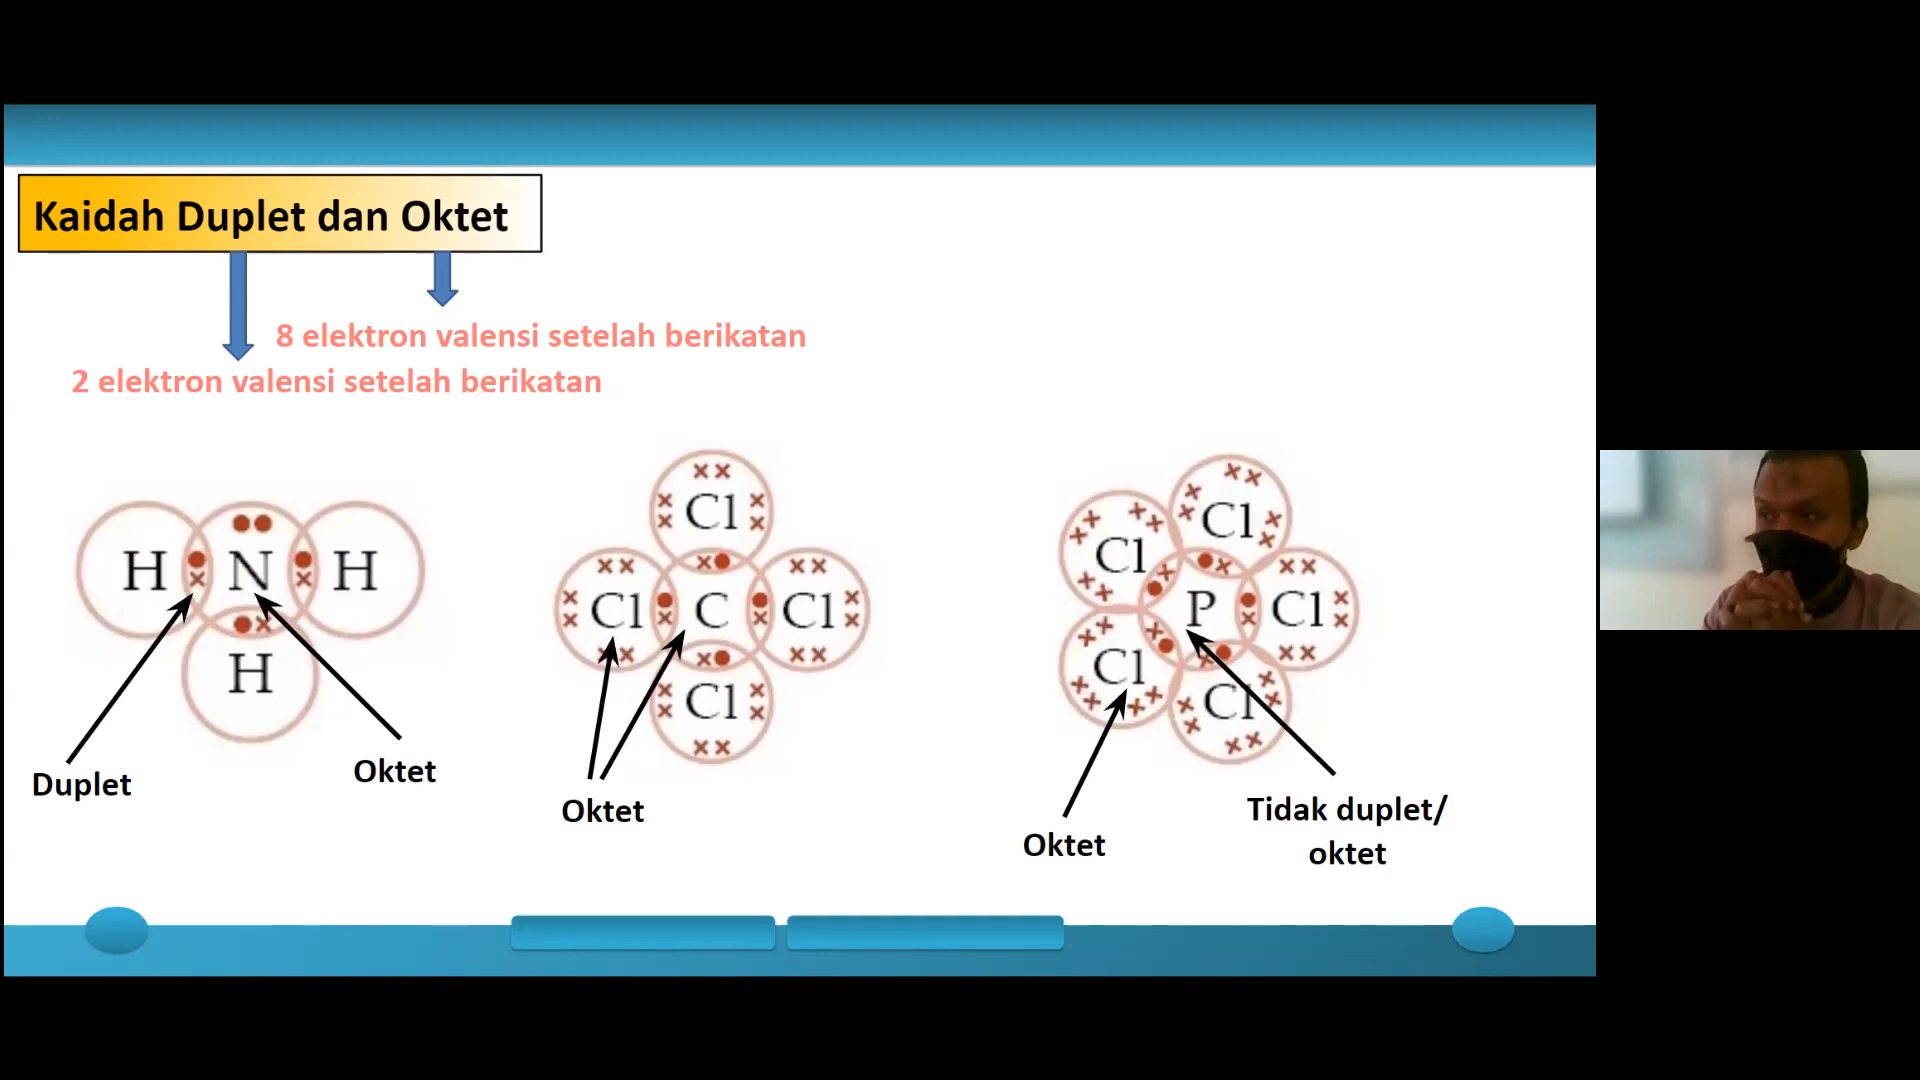 Kaidah Duplet dan Oktet
8 elektron valensi setelah berikatan
2 elektron valensi setelah berikatan
H N H
H
Duplet
Oktet
Cl
Cl C Cl
Cl
Oktet
Cl Cl
P Cl
Cl Cl
Oktet
Tidak duplet/
oktet